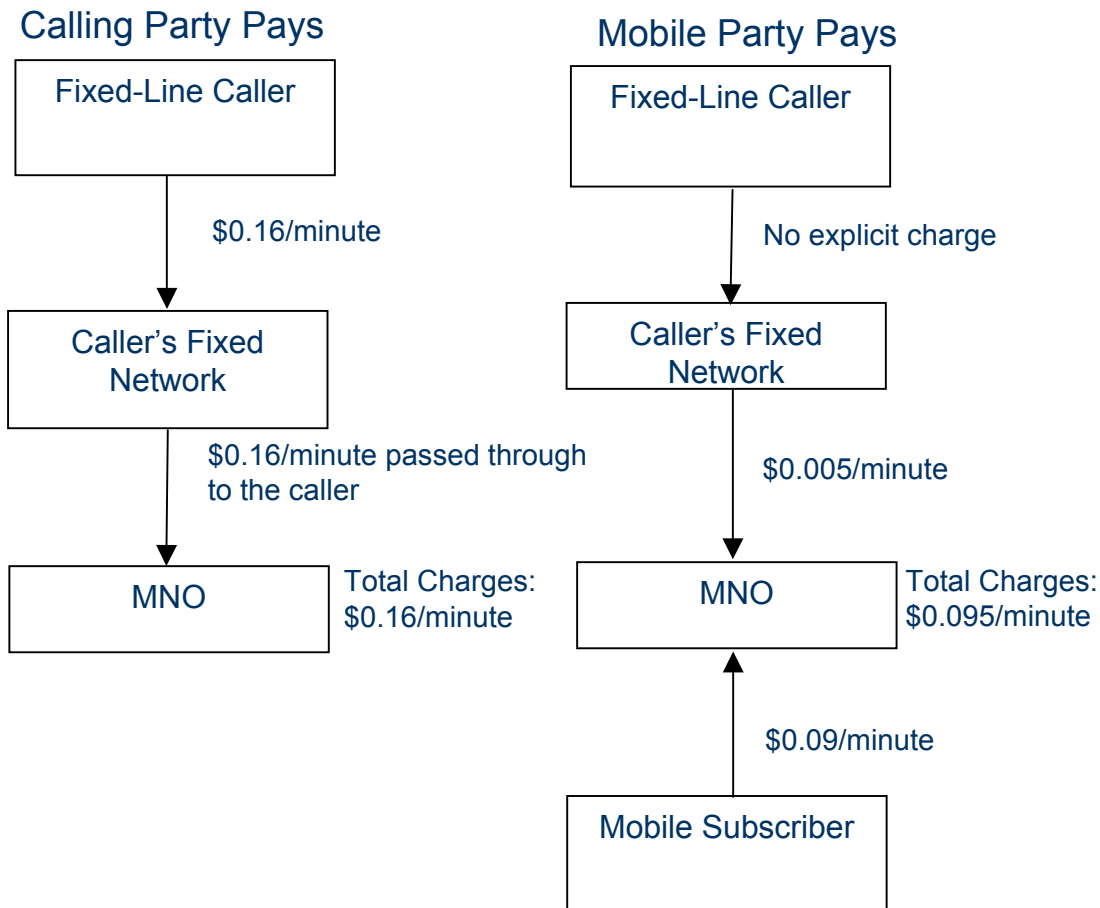 Calling Party Pays
Fixed-Line Caller
$0.16/minute
Caller’s Fixed
Network
$0.16/minute passed through
to the caller
MNO
Total Charges:
$0.16/minute
Mobile Party Pays
Fixed-Line Caller
No explicit charge
Caller’s Fixed
Network
$0.005/minute
MNO
Total Charges:
$0.095/minute
$0.09/minute
Mobile Subscriber